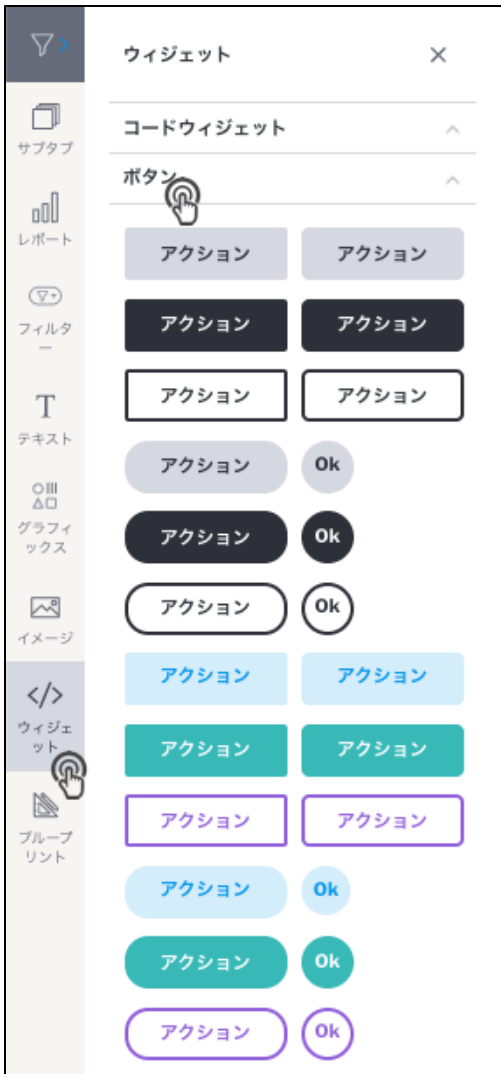 ウィジェット
コードウィジェット
ボタン
サブタブ
レポート
フィルタ
ー
T
テキスト
グラフィ
ックス
イメージ
</>
ウィジェ
ット
ブループ
リント
アクション アクション
アクション アクション
アクション アクション
アクション Ok
アクション Ok
アクション Ok
アクション アクション
アクション アクション
アクション アクション
アクション Ok
アクション Ok
アクション Ok